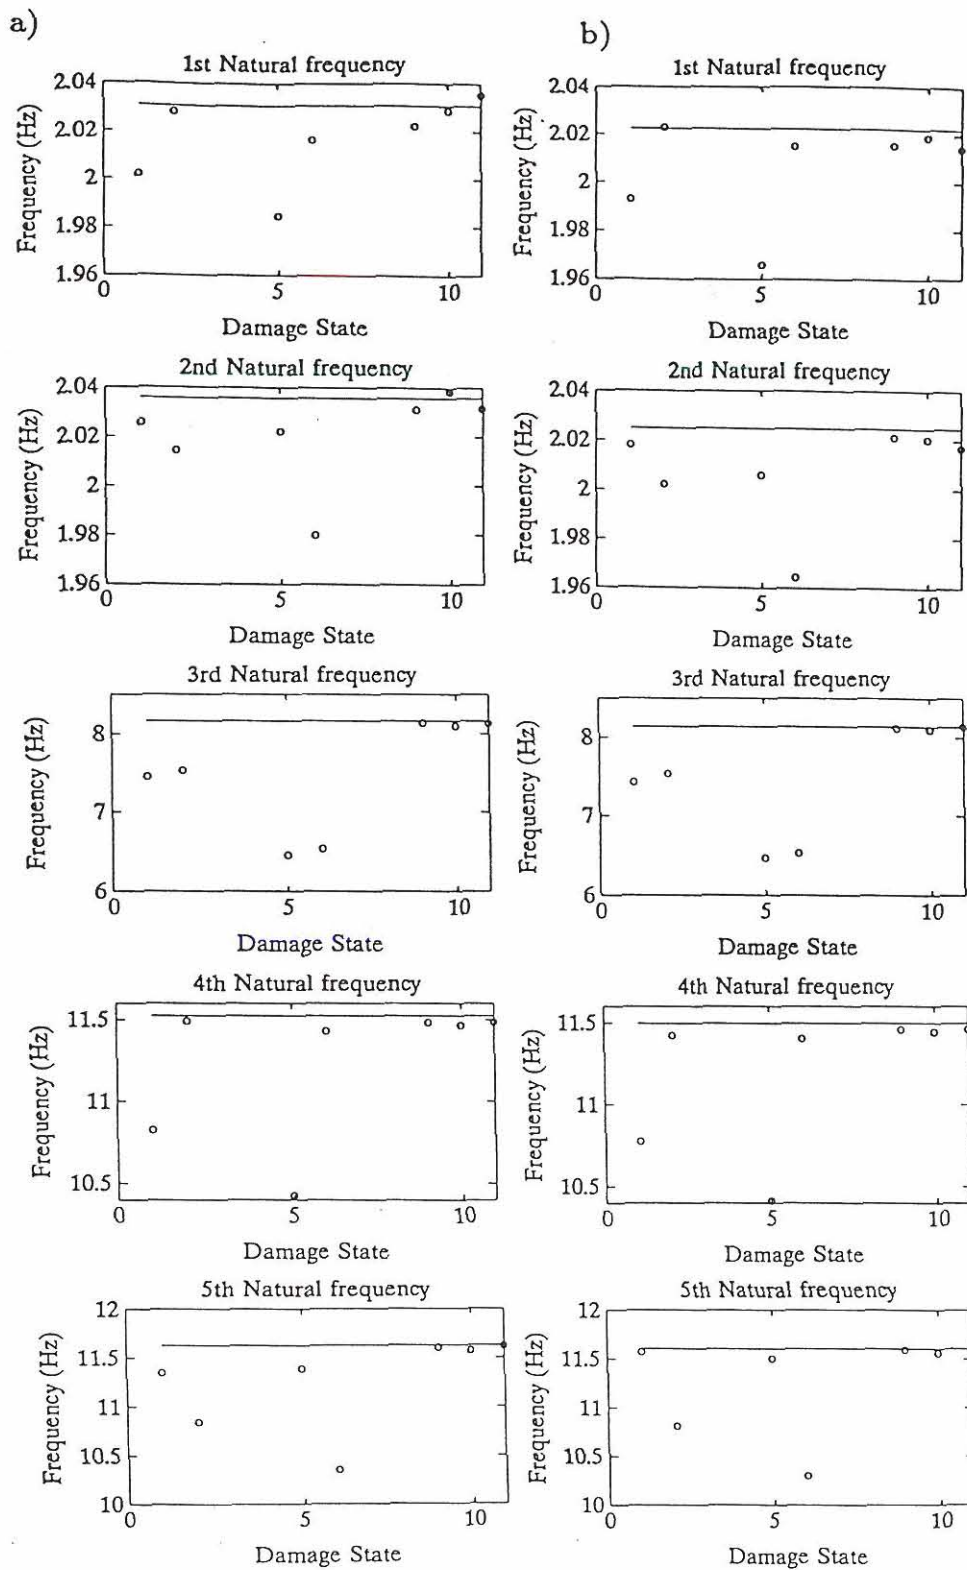 a)
1st Natural frequency
Frequency (Hz)
2.04
2.02
2
1.98
1.96
0
5
10
Damage State
2nd Natural frequency
Frequency (Hz)
2.04
2.02
2
1.98
1.96
0
5
10
Damage State
3rd Natural frequency
Frequency (Hz)
8
7
6
0
5
10
Damage State
4th Natural frequency
Frequency (Hz)
11.5
11
10.5
0
5
10
Damage State
5th Natural frequency
Frequency (Hz)
12
11.5
11
10.5
10
0
5
10
Damage State
b)
1st Natural frequency
Frequency (Hz)
2.04
2.02
2
1.98
1.96
0
5
10
Damage State
2nd Natural frequency
Frequency (Hz)
2.04
2.02
2
1.98
1.96
0
5
10
Damage State
3rd Natural frequency
Frequency (Hz)
8
7
6
0
5
10
Damage State
4th Natural frequency
Frequency (Hz)
11.5
11
10.5
0
5
10
Damage State
5th Natural frequency
Frequency (Hz)
12
11.5
11
10.5
10
0
5
10
Damage State